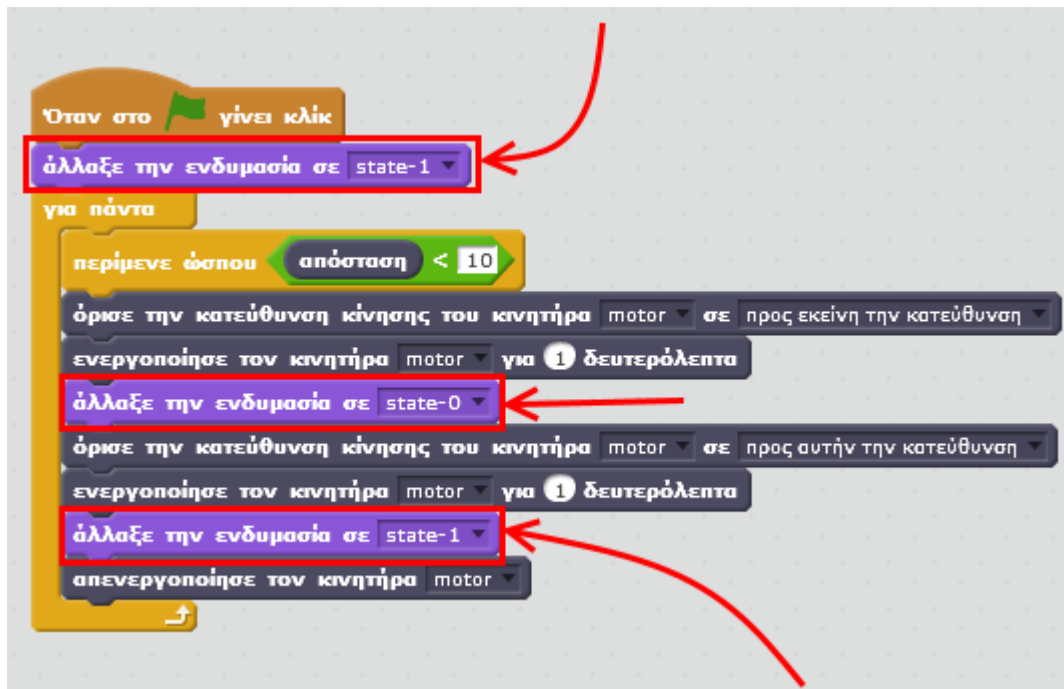 Όταν στο γίνει κλίκ
άλλαξε την ενδυμασία σε state-1
για πάντα
περίμενε ώσπου απόσταση < 10
όρισε την κατεύθυνση κίνησης του κινητήρα motor σε προς εκείνη την κατεύθυνση
ενεργοποίησε τον κινητήρα motor για 1 δευτερόλεπτα
άλλαξε την ενδυμασία σε state-0
όρισε την κατεύθυνση κίνησης του κινητήρα motor σε προς αυτήν την κατεύθυνση
ενεργοποίησε τον κινητήρα motor για 1 δευτερόλεπτα
άλλαξε την ενδυμασία σε state-1
απενεργοποίησε τον κινητήρα motor